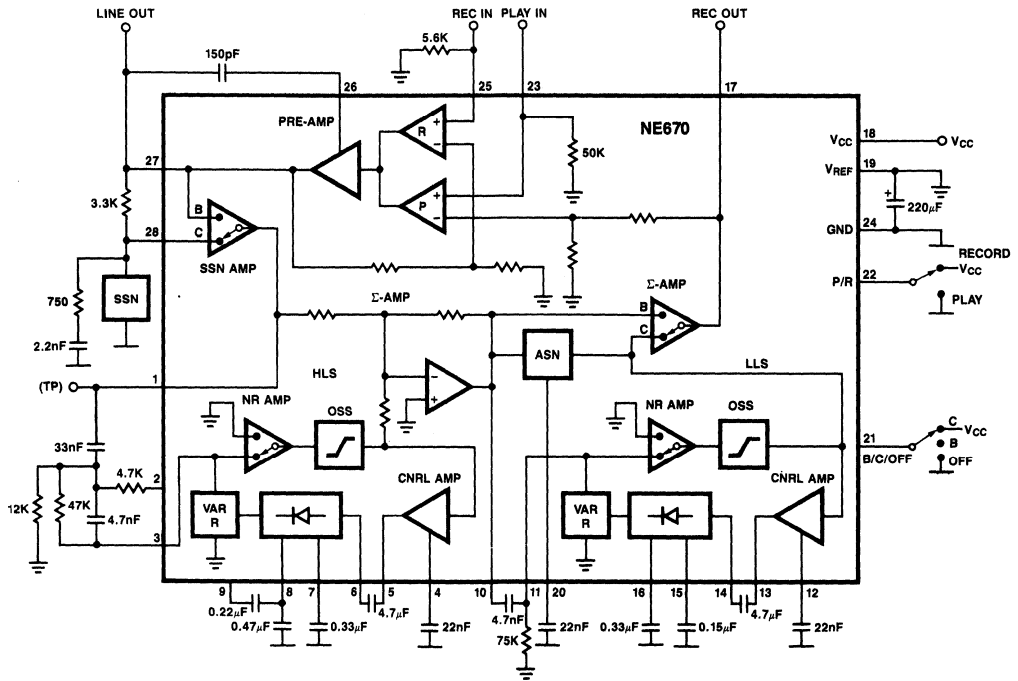 LINE OUT
REC IN
PLAY IN
REC OUT
5.6K
150pF
26
25
23
17
PRE-AMP
NE670
R
+
−
P
+
−
50K
VCC
18
VCC
VREF
19
+
220μF
GND
24
27
3.3K
B
C
28
SSN AMP
SSN
750
2.2nF
RECORD
P/R
22
VCC
PLAY
Σ-AMP
Σ-AMP
B
C
ASN
LLS
(TP)
1
HLS
−
+
NR AMP
OSS
NR AMP
OSS
33nF
C
VCC
21
B
B/C/OFF
OFF
4.7K
2
12K
47K
4.7nF
3
VAR
R
CNRL AMP
VAR
R
CNRL AMP
9
8
7
6
5
4
10
11
20
16
15
14
13
12
0.22μF
0.47μF
0.33μF
4.7μF
22nF
4.7nF
75K
22nF
0.33μF
0.15μF
4.7μF
22nF